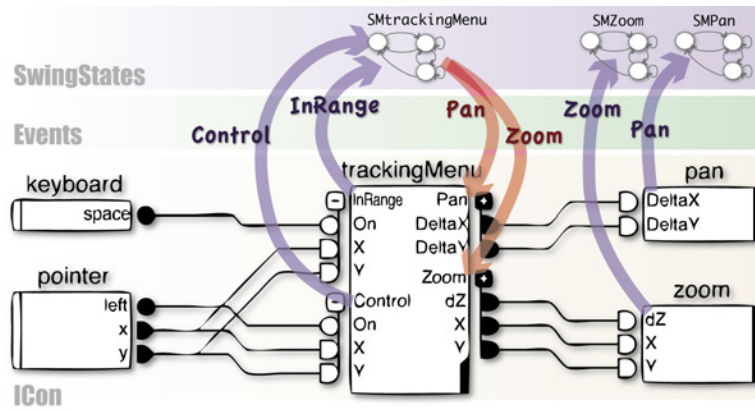 SMtrackingMenu
SMZoom
SMPan
SwingStates
InRange
Pan
Zoom
Events
Control
Zoom
Pan
keyboard
space
trackingMenu
- InRange
On
X
Y
- Control
On
X
Y
Pan +
DeltaX
DeltaY
Zoom +
dZ
X
Y
pan
DeltaX
DeltaY
pointer
left
x
y
zoom
dZ
X
Y
ICon